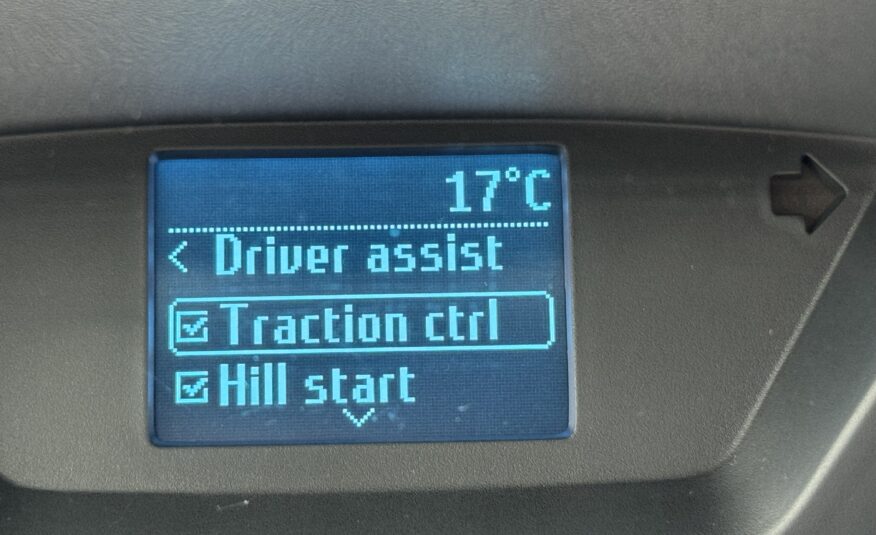 17°C
< Driver assist
Traction ctrl
Hill start